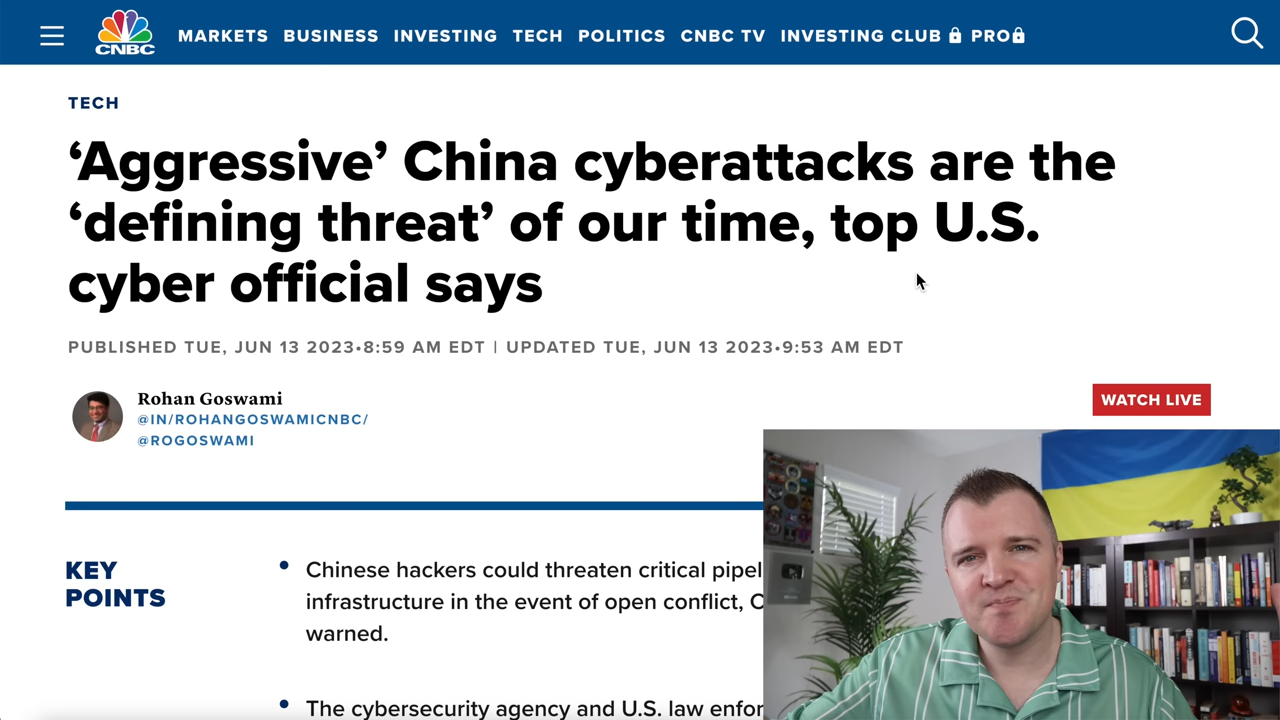 CNBC
MARKETS BUSINESS INVESTING TECH POLITICS CNBC TV INVESTING CLUB PRO
TECH
‘Aggressive’ China cyberattacks are the
‘defining threat’ of our time, top U.S.
cyber official says
PUBLISHED TUE, JUN 13 2023•8:59 AM EDT | UPDATED TUE, JUN 13 2023•9:53 AM EDT
Rohan Goswami
@IN/ROHANGOSWAMICNBC/
@ROGOSWAMI
WATCH LIVE
KEY
POINTS
• Chinese hackers could threaten critical pipel
infrastructure in the event of open conflict, C
warned.
• The cybersecurity agency and U.S. law enfor